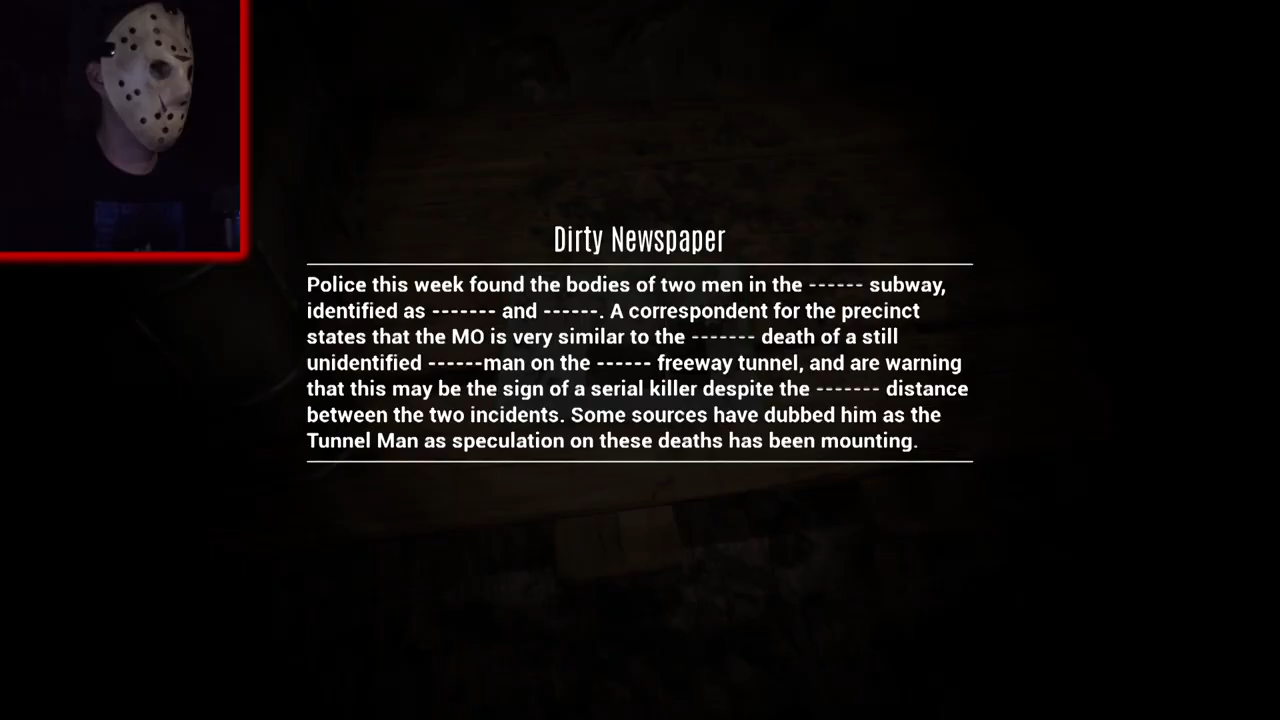 Dirty Newspaper
Police this week found the bodies of two men in the ------ subway,
identified as ------- and ------. A correspondent for the precinct
states that the MO is very similar to the ------- death of a still
unidentified ------man on the ------ freeway tunnel, and are warning
that this may be the sign of a serial killer despite the ------- distance
between the two incidents. Some sources have dubbed him as the
Tunnel Man as speculation on these deaths has been mounting.